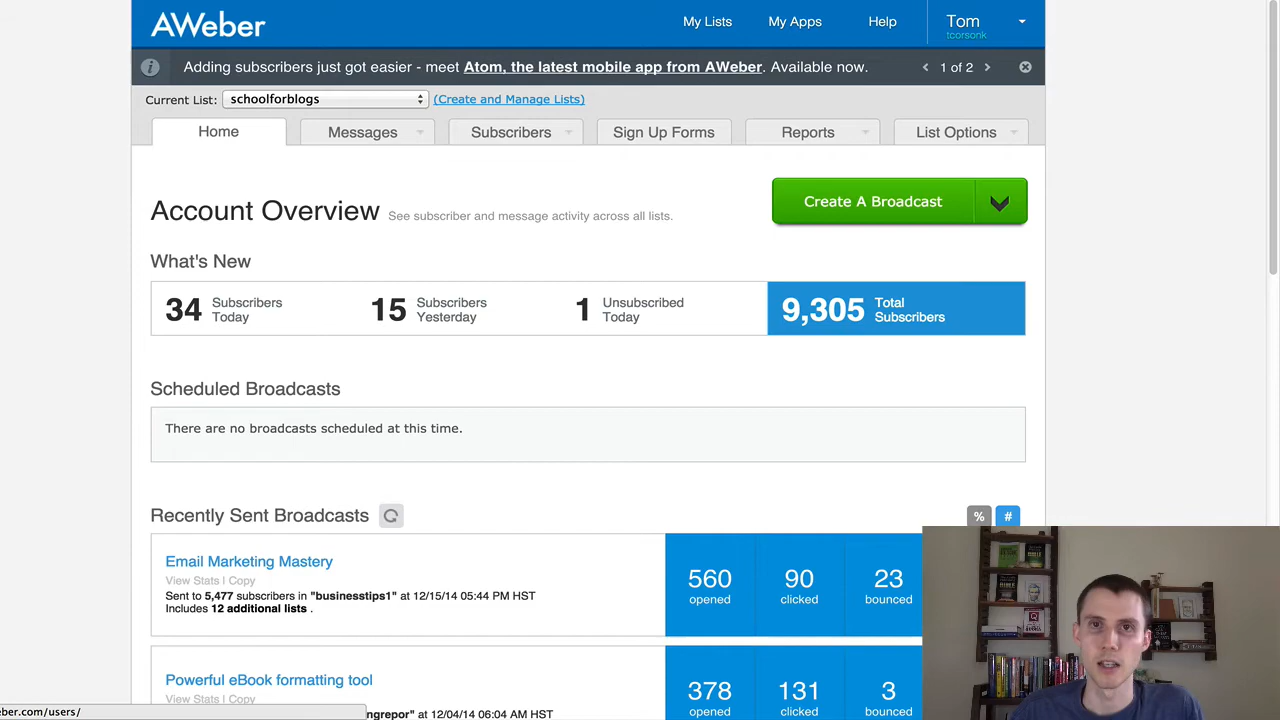 AWeber
My Lists
My Apps
Help
Tom
tcorsonk
Adding subscribers just got easier - meet Atom, the latest mobile app from AWeber. Available now.
1 of 2
Current List:
schoolforblogs
(Create and Manage Lists)
Home
Messages
Subscribers
Sign Up Forms
Reports
List Options
Account Overview
See subscriber and message activity across all lists.
Create A Broadcast
What's New
34 Subscribers Today
15 Subscribers Yesterday
1 Unsubscribed Today
9,305 Total Subscribers
Scheduled Broadcasts
There are no broadcasts scheduled at this time.
Recently Sent Broadcasts
%
#
Email Marketing Mastery
View Stats | Copy
Sent to 5,477 subscribers in "businesstips1" at 12/15/14 05:44 PM HST
Includes 12 additional lists .
560 opened
90 clicked
23 bounced
Powerful eBook formatting tool
View Stats | Copy
ngrepor" at 12/04/14 06:04 AM HST
378 opened
131 clicked
3 bounced
eber.com/users/